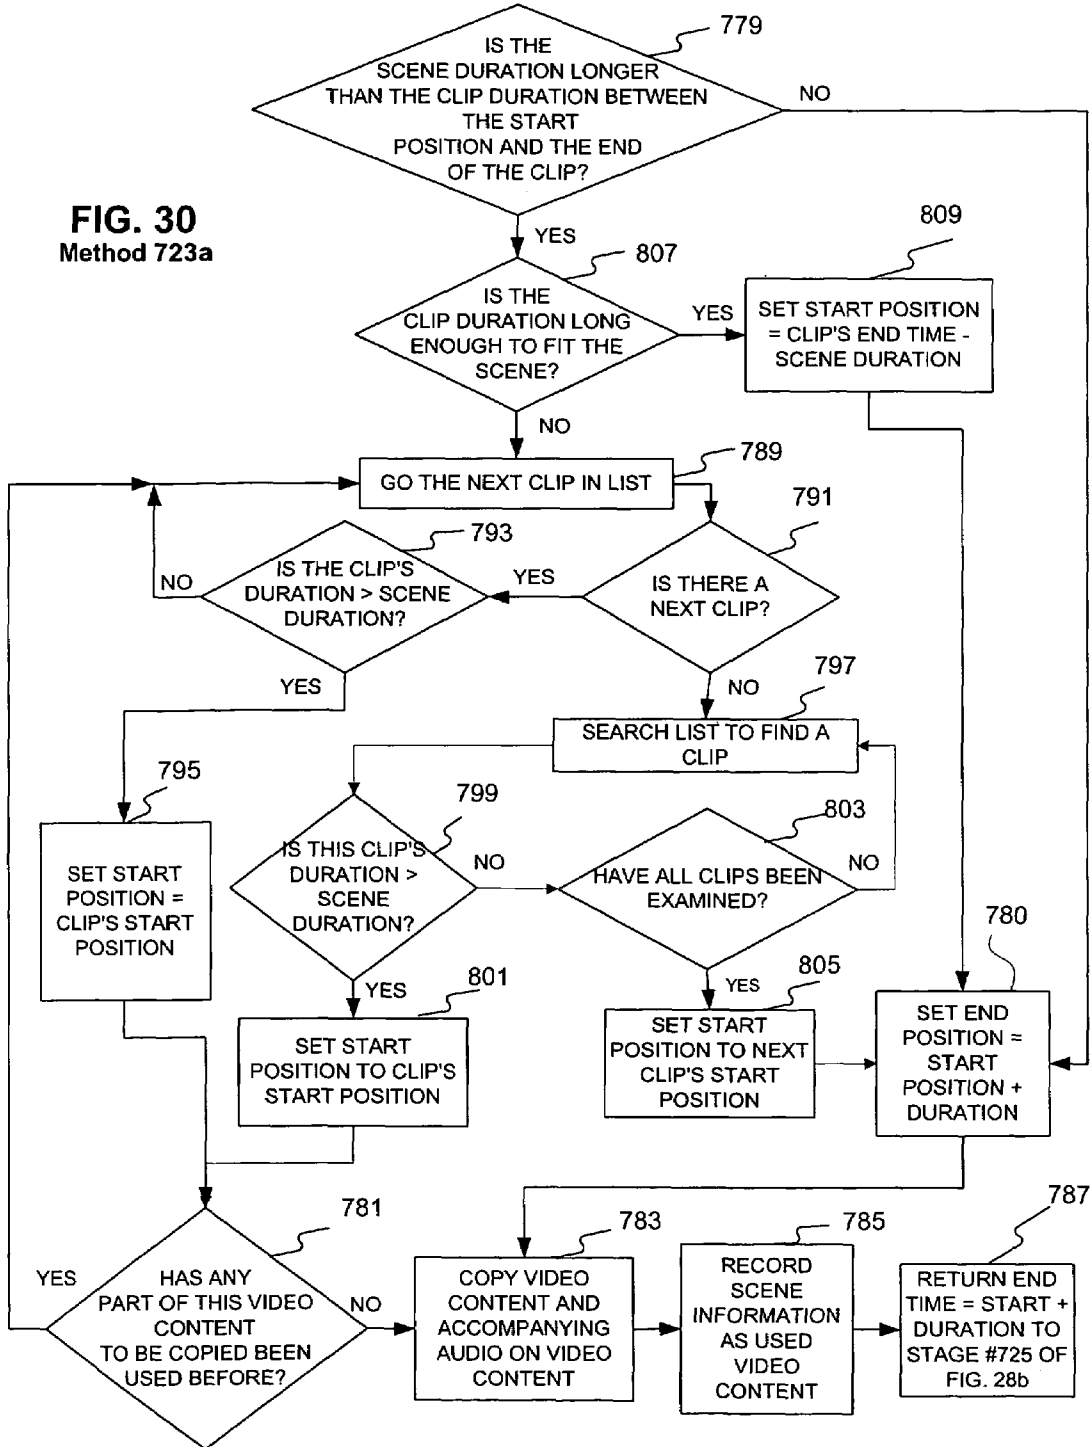 779
IS THE
SCENE DURATION LONGER
THAN THE CLIP DURATION BETWEEN
THE START
POSITION AND THE END
OF THE CLIP?
NO
FIG. 30
Method 723a
YES
807
809
IS THE
CLIP DURATION LONG
ENOUGH TO FIT THE
SCENE?
YES
SET START POSITION
= CLIP'S END TIME -
SCENE DURATION
NO
789
GO THE NEXT CLIP IN LIST
791
793
IS THE CLIP'S
DURATION > SCENE
DURATION?
NO
YES
IS THERE A
NEXT CLIP?
YES
NO
797
SEARCH LIST TO FIND A
CLIP
795
799
803
SET START
POSITION =
CLIP'S START
POSITION
IS THIS CLIP'S
DURATION >
SCENE
DURATION?
NO
HAVE ALL CLIPS BEEN
EXAMINED?
NO
780
YES
801
YES
805
SET START
POSITION TO CLIP'S
START POSITION
SET START
POSITION TO NEXT
CLIP'S START
POSITION
SET END
POSITION =
START
POSITION +
DURATION
781
783
785
787
YES
HAS ANY
PART OF THIS VIDEO
CONTENT
TO BE COPIED BEEN
USED BEFORE?
NO
COPY VIDEO
CONTENT AND
ACCOMPANYING
AUDIO ON VIDEO
CONTENT
RECORD
SCENE
INFORMATION
AS USED
VIDEO
CONTENT
RETURN END
TIME = START +
DURATION TO
STAGE #725 OF
FIG. 28b